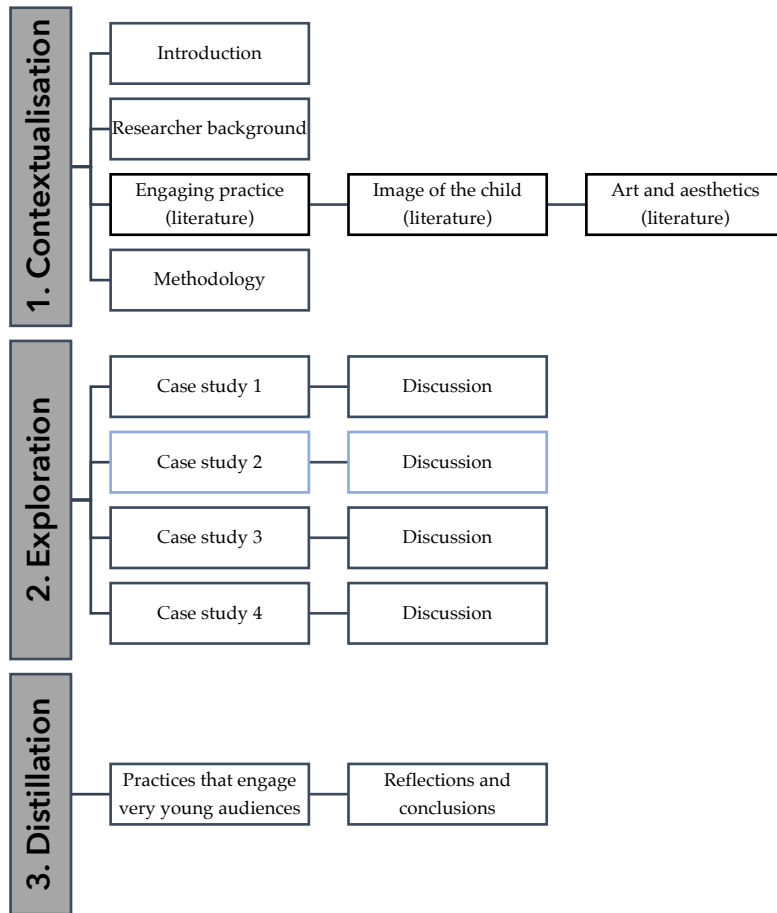 1. Contextualisation
Introduction
Researcher background
Engaging practice
(literature)
Image of the child
(literature)
Art and aesthetics
(literature)
Methodology
2. Exploration
Case study 1
Discussion
Case study 2
Discussion
Case study 3
Discussion
Case study 4
Discussion
3. Distillation
Practices that engage
very young audiences
Reflections and
conclusions